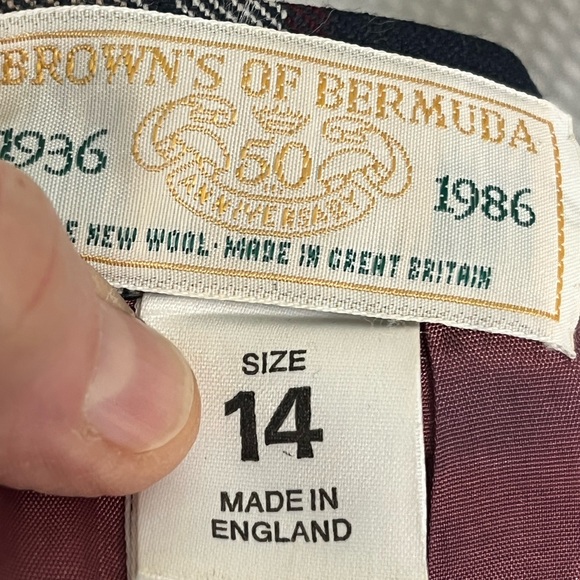 BROWN'S OF BERMUDA
1936 50 1986
ANNIVERSARY
NEW WOOL · MADE IN GREAT BRITAIN
SIZE
14
MADE IN
ENGLAND